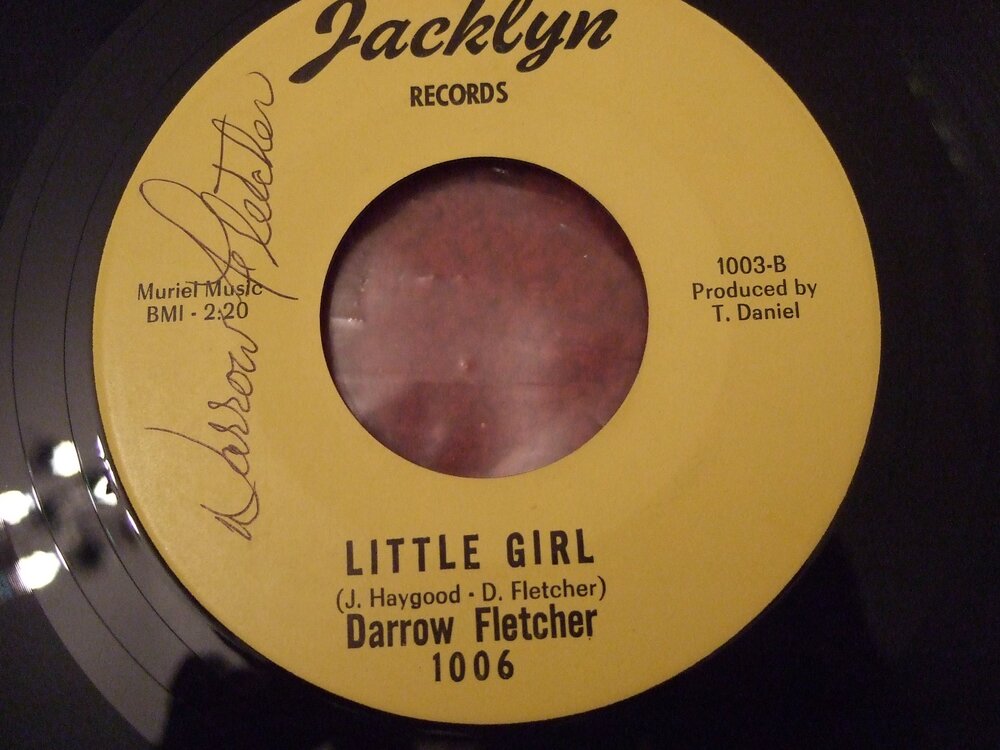 Jacklyn
RECORDS
Darrow Fletcher
Muriel Music
BMI - 2:20
1003-B
Produced by
T. Daniel
LITTLE GIRL
(J. Haygood • D. Fletcher)
Darrow Fletcher
1006